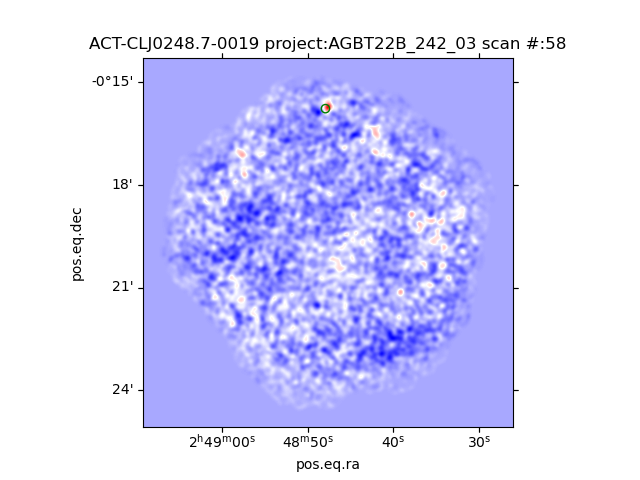 ACT-CLJ0248.7-0019 project:AGBT22B_242_03 scan #:58
-0°15'
18'
21'
24'
pos.eq.dec
2ʰ49ᵐ00ˢ 48ᵐ50ˢ 40ˢ 30ˢ
pos.eq.ra